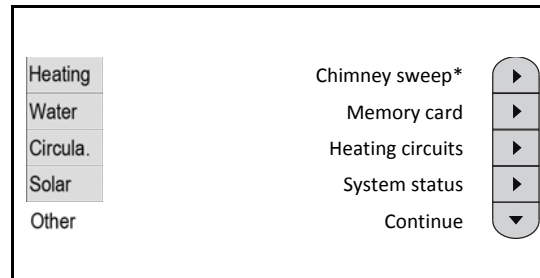 Heating
Water
Circula.
Solar
Other
Chimney sweep*
Memory card
Heating circuits
System status
Continue